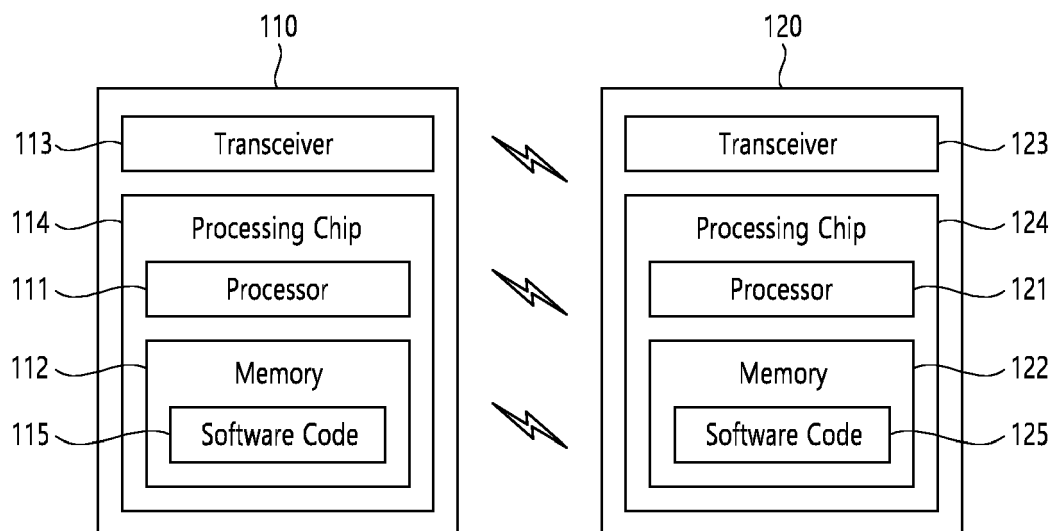 110 120
113 Transceiver Transceiver 123
114 Processing Chip Processing Chip 124
111 Processor Processor 121
112 Memory Memory 122
115 Software Code Software Code 125